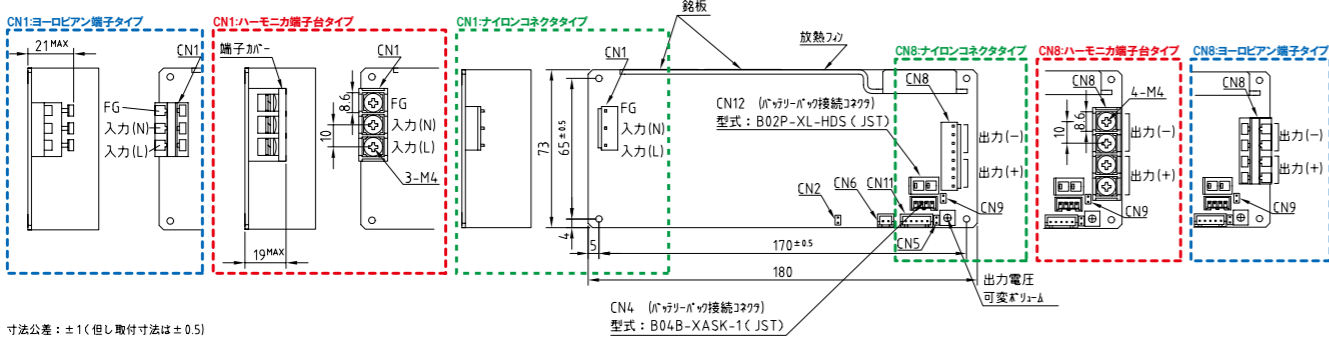 CN1:ヨーロピアン端子タイプ
21MAX
CN1
FG
入力(N)
入力(L)
CN1:ハーモニカ端子台タイプ
端子カバー
CN1
8.6
10
FG
入力(N)
入力(L)
3-M4
19MAX
CN1:ナイロンコネクタタイプ
銘板
放熱フィン
CN1
FG
入力(N)
入力(L)
73
65±0.5
4
5
170±0.5
180
CN12 (バッテリーパック接続コネクタ)
型式:B02P-XL-HDS(JST)
CN2
CN6
CN11
CN5
CN4 (バッテリーパック接続コネクタ)
型式:B04B-XASK-1(JST)
CN8:ナイロンコネクタタイプ
CN8
出力(-)
出力(+)
CN9
出力電圧
可変ボリューム
CN8:ハーモニカ端子台タイプ
CN8
4-M4
8.6
10
出力(-)
出力(+)
CN9
CN8:ヨーロピアン端子タイプ
CN8
出力(-)
出力(+)
CN9
寸法公差:±1(但し取付寸法は±0.5)